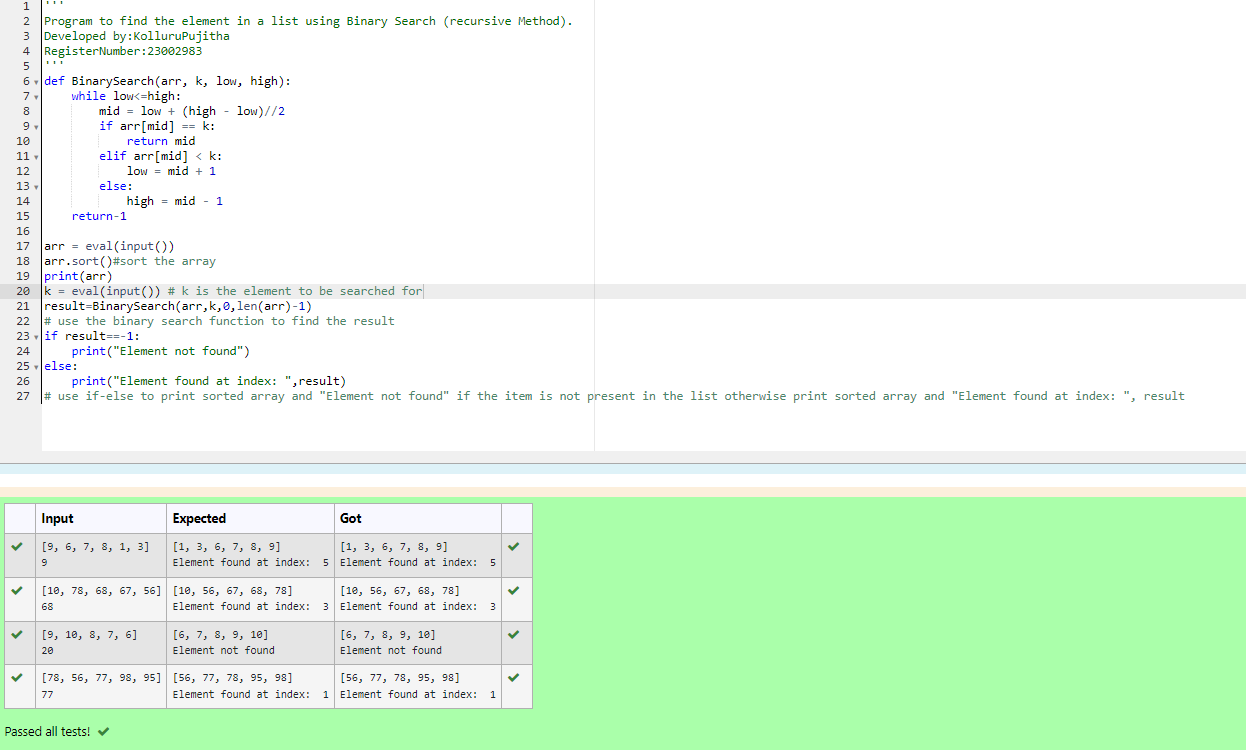 1 '''
2 Program to find the element in a list using Binary Search (recursive Method).
3 Developed by:KolluruPujitha
4 RegisterNumber:23002983
5 '''
6 def BinarySearch(arr, k, low, high):
7     while low<=high:
8         mid = low + (high - low)//2
9         if arr[mid] == k:
10             return mid
11         elif arr[mid] < k:
12             low = mid + 1
13         else:
14             high = mid - 1
15     return-1
16
17 arr = eval(input())
18 arr.sort()#sort the array
19 print(arr)
20 k = eval(input()) # k is the element to be searched for
21 result=BinarySearch(arr,k,0,len(arr)-1)
22 # use the binary search function to find the result
23 if result==-1:
24     print("Element not found")
25 else:
26     print("Element found at index: ",result)
27 # use if-else to print sorted array and "Element not found" if the item is not present in the list otherwise print sorted array and "Element found at index: ", result
Input Expected Got
[9, 6, 7, 8, 1, 3] [1, 3, 6, 7, 8, 9] [1, 3, 6, 7, 8, 9]
9 Element found at index:  5 Element found at index:  5
[10, 78, 68, 67, 56] [10, 56, 67, 68, 78] [10, 56, 67, 68, 78]
68 Element found at index:  3 Element found at index:  3
[9, 10, 8, 7, 6] [6, 7, 8, 9, 10] [6, 7, 8, 9, 10]
20 Element not found Element not found
[78, 56, 77, 98, 95] [56, 77, 78, 95, 98] [56, 77, 78, 95, 98]
77 Element found at index:  1 Element found at index:  1
Passed all tests!